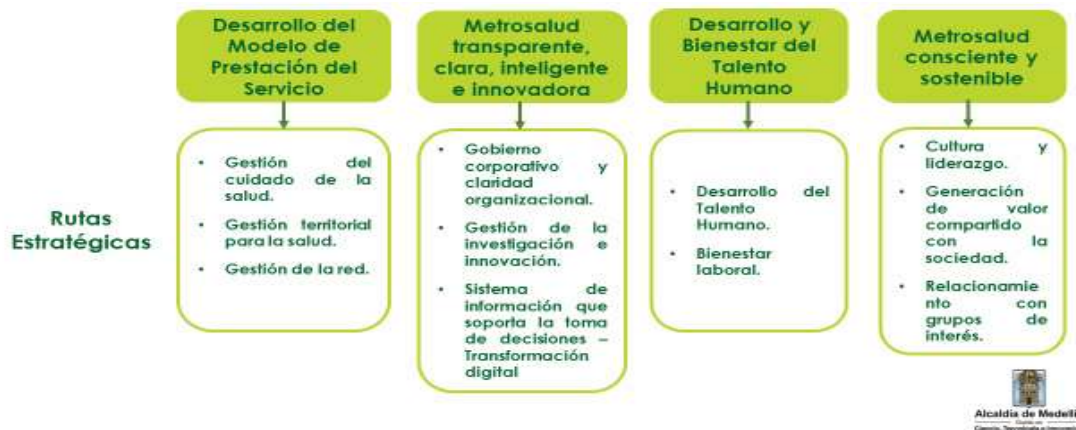 Desarrollo del
Modelo de
Prestación del
Servicio
Metrosalud
transparente,
clara, inteligente
e innovadora
Desarrollo y
Bienestar del
Talento
Humano
Metrosalud
consciente y
sostenible
Rutas
Estratégicas
• Gestión del
cuidado de la
salud.
• Gestión territorial
para la salud.
• Gestión de la red.
• Gobierno
corporativo y
claridad
organizacional.
• Gestión de la
investigación e
innovación.
• Sistema de
información que
soporta la toma
de decisiones –
Transformación
digital
• Desarrollo del
Talento
Humano.
• Bienestar
laboral.
• Cultura y
liderazgo.
• Generación
de valor
compartido
con la
sociedad.
• Relacionamie
nto con
grupos de
interés.
Alcaldía de Medellí